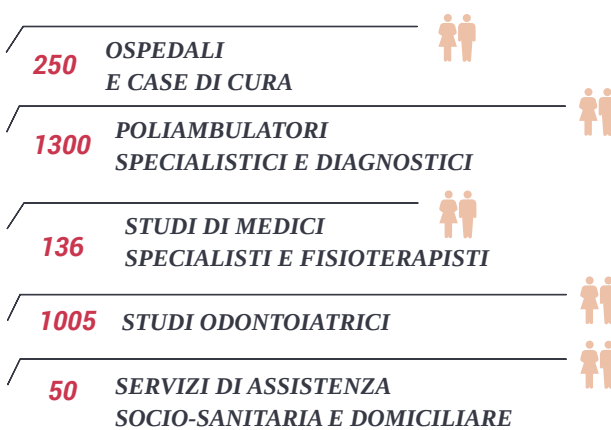 250 OSPEDALI
E CASE DI CURA
1300 POLIAMBULATORI
SPECIALISTICI E DIAGNOSTICI
136 STUDI DI MEDICI
SPECIALISTI E FISIOTERAPISTI
1005 STUDI ODONTOIATRICI
50 SERVIZI DI ASSISTENZA
SOCIO-SANITARIA E DOMICILIARE